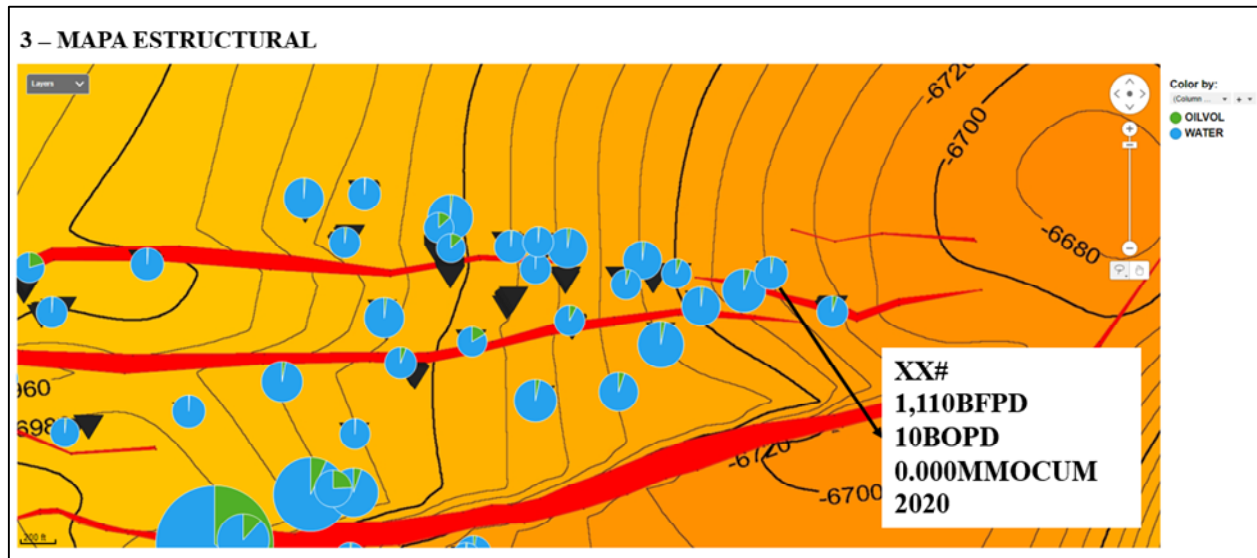 3 – MAPA ESTRUCTURAL
Layers
Color by:
(Column ...
OILVOL
WATER
-6720
-6700
-6680
960
698
-6720
-6700
XX#
1,110BFPD
10BOPD
0.000MMOCUM
2020
200 ft